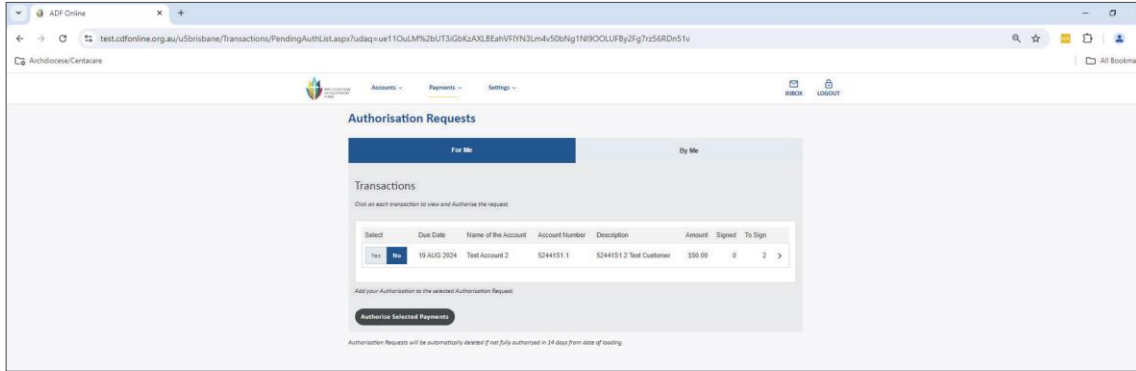 ADF Online
test.cdfonline.org.au/u5brisbane/Transactions/PendingAuthList.aspx?udaq=ue11OuLM%2bUT3iGbKzAXLBEahVFIYN3Lm4v50bNg1NI9OOLUFBy2Fg7rz56RDn51v
Archdiocese/Centacare
All Bookma
Accounts
Payments
Settings
INBOX
LOGOUT
Authorisation Requests
For Me By Me
Transactions
Click on each transaction to view and Authorise the request.
Select Due Date Name of the Account Account Number Description Amount Signed To Sign
Yes No 19 AUG 2024 Test Account 2 52441S1.1 52441S1.2 Test Customer $50.00 0 2
Add your Authorisation to the selected Authorisation Request.
Authorise Selected Payments
Authorisation Requests will be automatically deleted if not fully authorised in 14 days from date of loading.